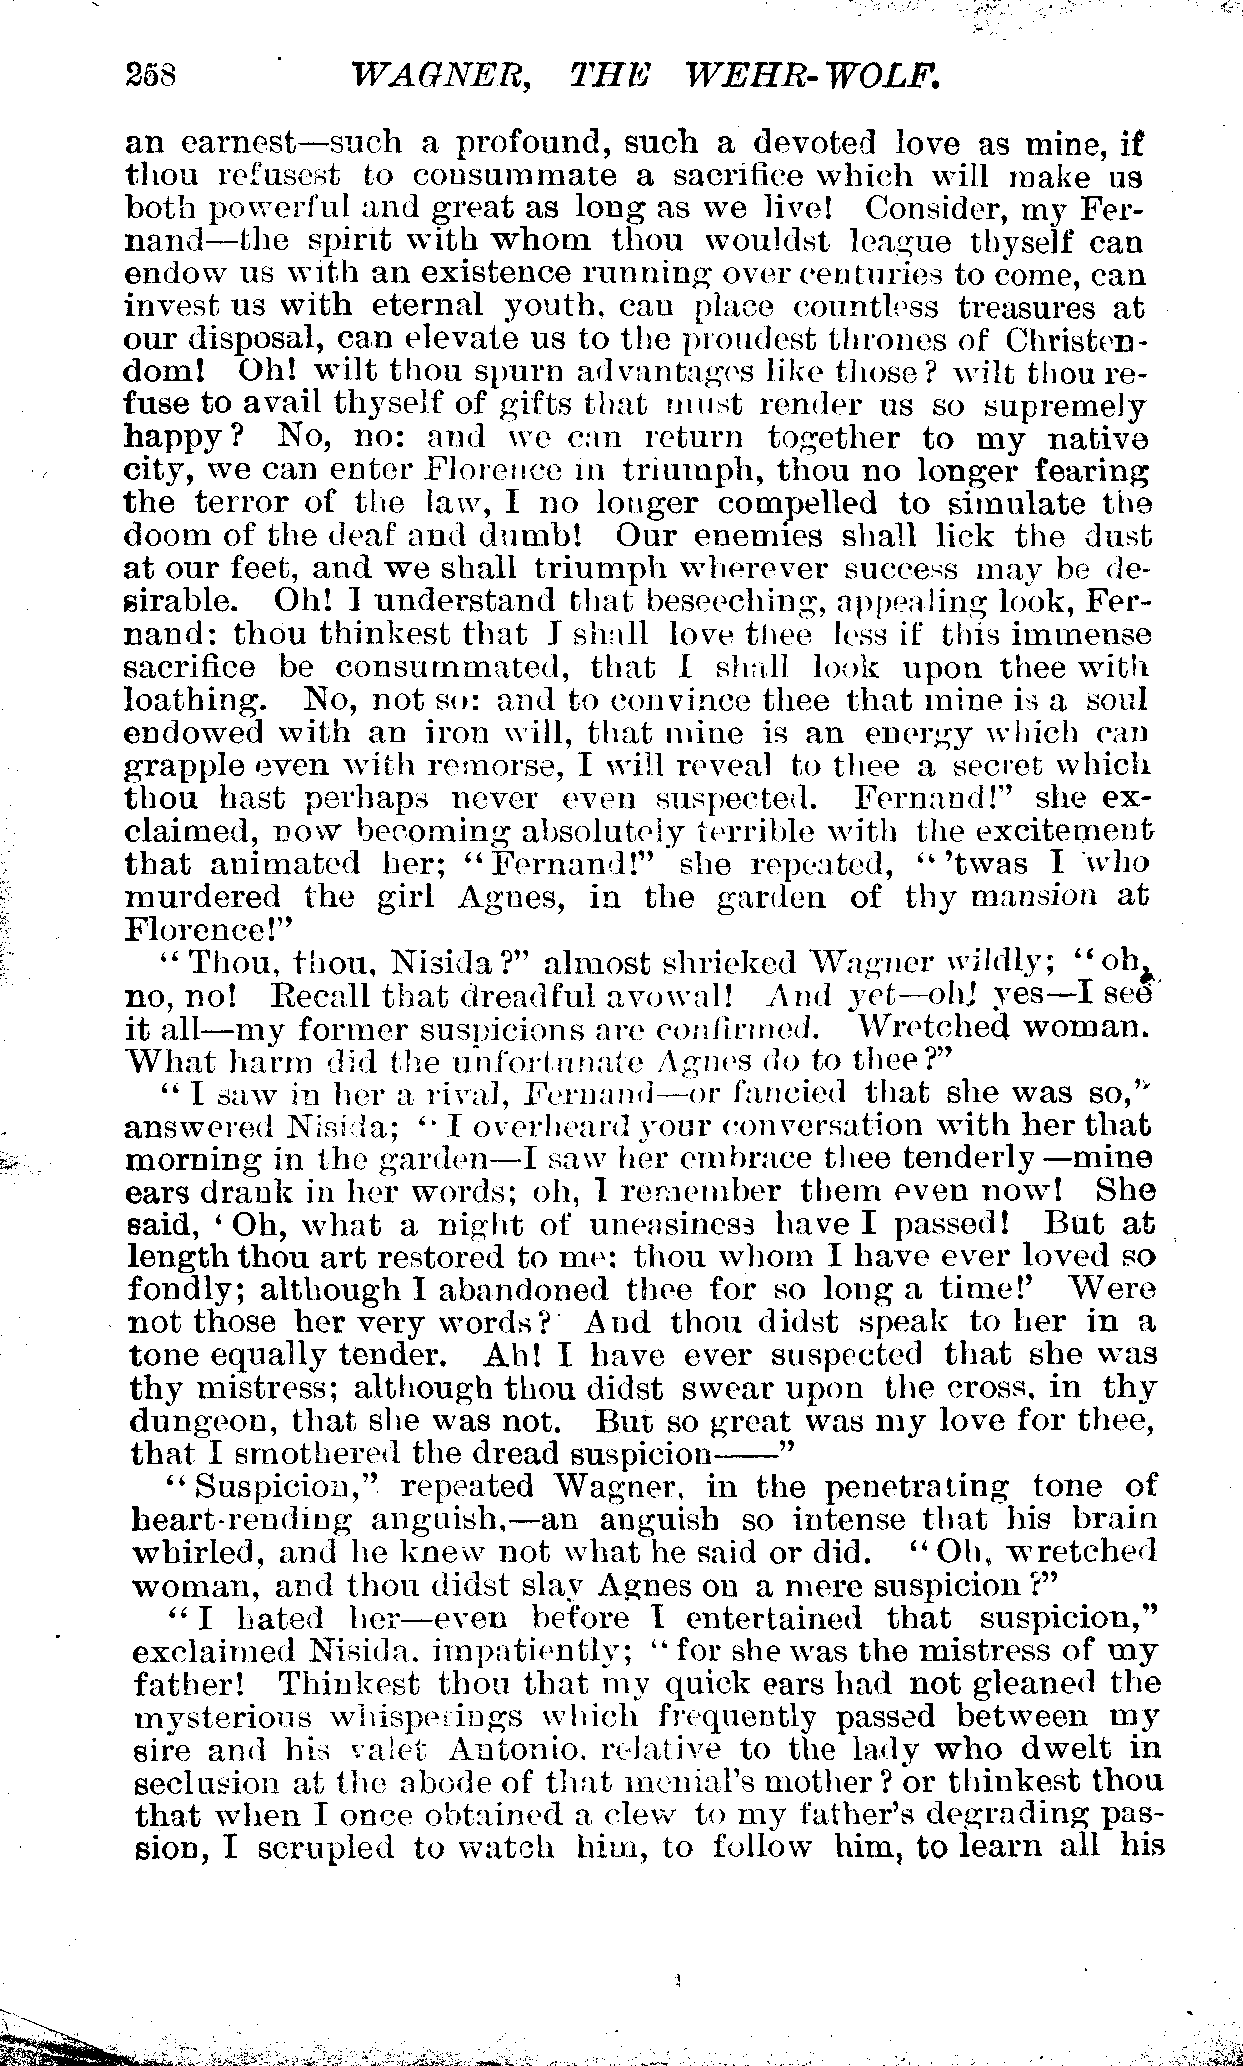 258 WAGNER, THE WEHR-WOLF.
an earnest—such a profound, such a devoted love as mine, if
thou refusest to consummate a sacrifice which will make us
both powerful and great as long as we live! Consider, my Fer-
nand—the spirit with whom thou wouldst league thyself can
endow us with an existence running over centuries to come, can
invest us with eternal youth, can place countless treasures at
our disposal, can elevate us to the proudest thrones of Christen-
dom! Oh! wilt thou spurn advantages like those? wilt thou re-
fuse to avail thyself of gifts that must render us so supremely
happy? No, no: and we can return together to my native
city, we can enter Florence in triumph, thou no longer fearing
the terror of the law, I no longer compelled to simulate the
doom of the deaf and dumb! Our enemies shall lick the dust
at our feet, and we shall triumph wherever success may be de-
sirable. Oh! I understand that beseeching, appealing look, Fer-
nand: thou thinkest that I shall love thee less if this immense
sacrifice be consummated, that I shall look upon thee with
loathing. No, not so: and to convince thee that mine is a soul
endowed with an iron will, that mine is an energy which can
grapple even with remorse, I will reveal to thee a secret which
thou hast perhaps never even suspected. Fernand!" she ex-
claimed, now becoming absolutely terrible with the excitement
that animated her; "Fernand!" she repeated, "'twas I who
murdered the girl Agnes, in the garden of thy mansion at
Florence!"
"Thou, thou, Nisida?" almost shrieked Wagner wildly; "oh,
no, no! Recall that dreadful avowal! And yet—oh! yes—I see
it all—my former suspicions are confirmed. Wretched woman.
What harm did the unfortunate Agnes do to thee?"
"I saw in her a rival, Fernand—or fancied that she was so,"
answered Nisida; "I overheard your conversation with her that
morning in the garden—I saw her embrace thee tenderly—mine
ears drank in her words; oh, I remember them even now! She
said, 'Oh, what a night of uneasiness have I passed! But at
length thou art restored to me: thou whom I have ever loved so
fondly; although I abandoned thee for so long a time!' Were
not those her very words? And thou didst speak to her in a
tone equally tender. Ah! I have ever suspected that she was
thy mistress; although thou didst swear upon the cross, in thy
dungeon, that she was not. But so great was my love for thee,
that I smothered the dread suspicion——"
"Suspicion," repeated Wagner, in the penetrating tone of
heart-rending anguish,—an anguish so intense that his brain
whirled, and he knew not what he said or did. "Oh, wretched
woman, and thou didst slay Agnes on a mere suspicion?"
"I hated her—even before I entertained that suspicion,"
exclaimed Nisida, impatiently; "for she was the mistress of my
father! Thinkest thou that my quick ears had not gleaned the
mysterious whisperings which frequently passed between my
sire and his valet Antonio, relative to the lady who dwelt in
seclusion at the abode of that menial's mother? or thinkest thou
that when I once obtained a clew to my father's degrading pas-
sion, I scrupled to watch him, to follow him, to learn all his